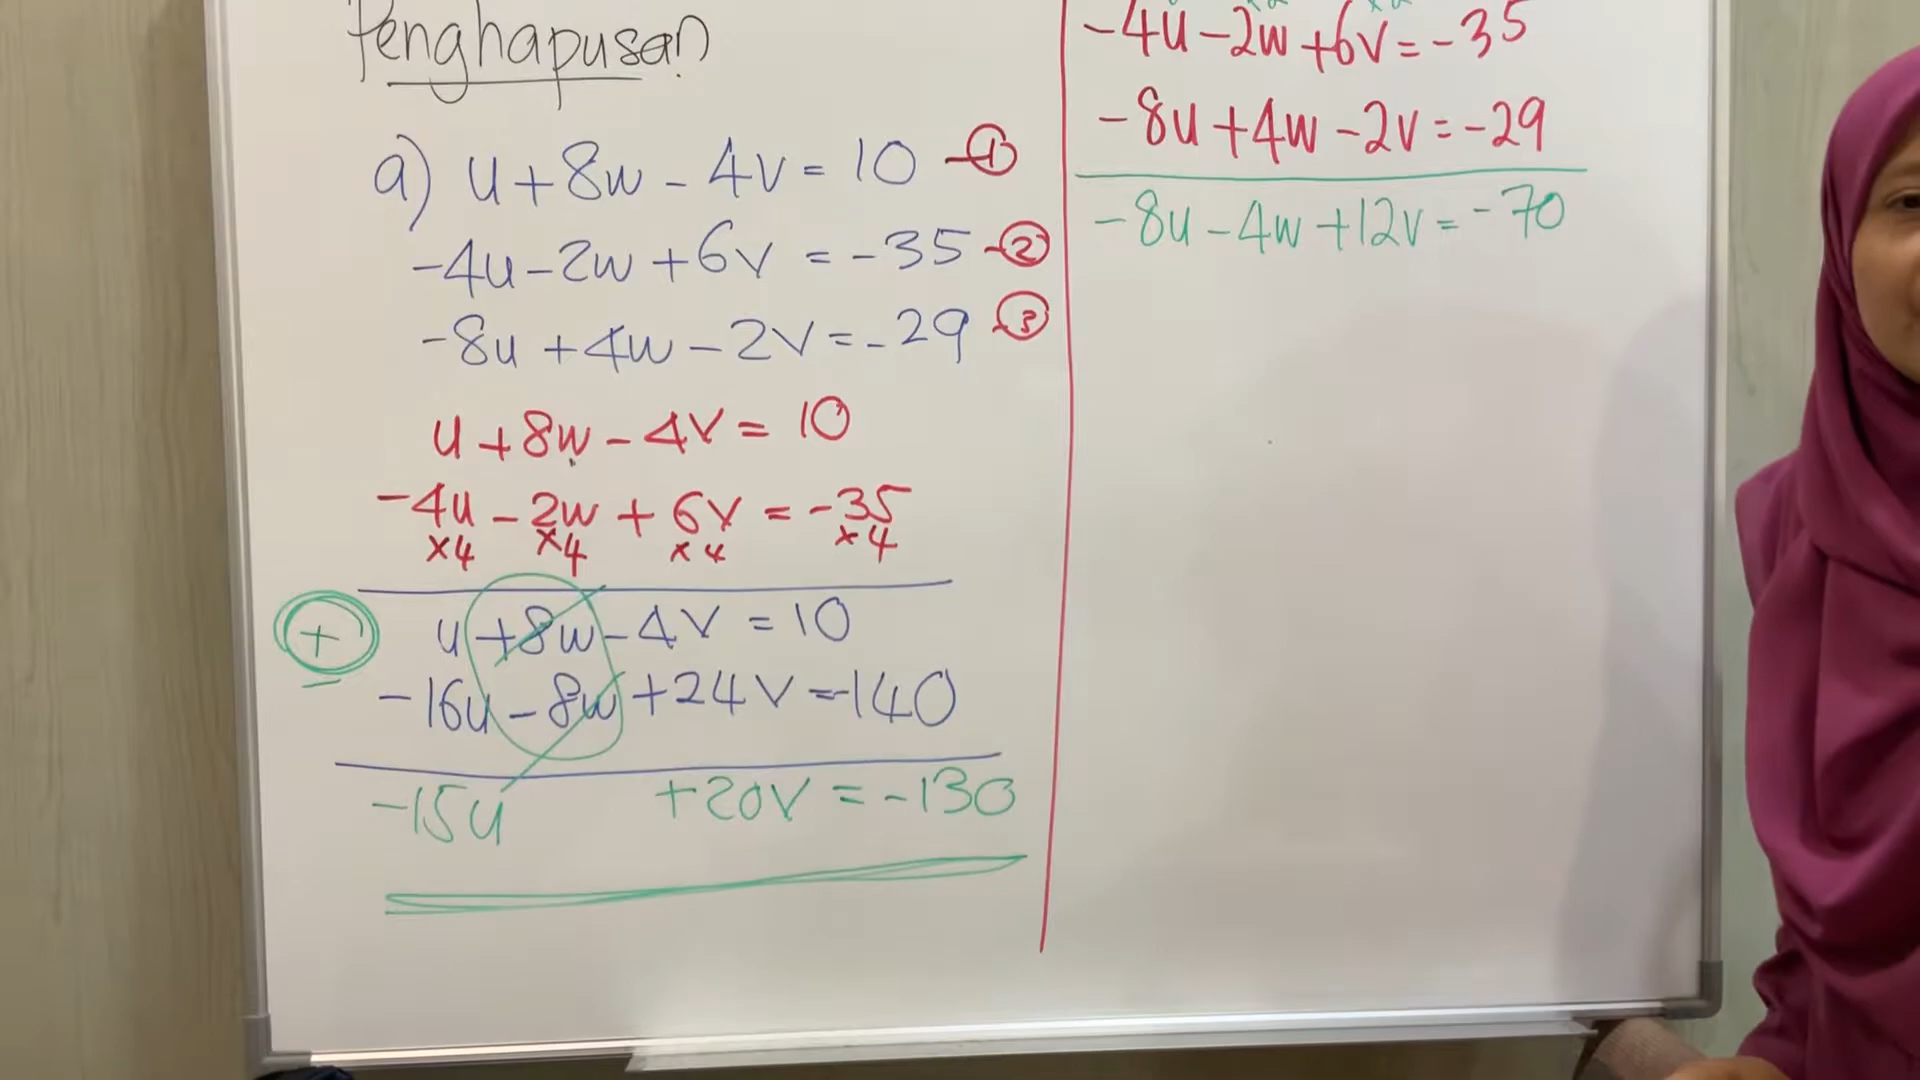 Penghapusan
a) u + 8w - 4v = 10 -①
-4u - 2w + 6v = -35 -②
-8u + 4w - 2v = -29 -③
u + 8w - 4v = 10
-4u - 2w + 6v = -35
×4 ×4 ×4 ×4
+ u + 8w - 4v = 10
-16u - 8w + 24v = -140
-15u +20v = -130
-4u - 2w + 6v = -35
-8u + 4w - 2v = -29
-8u - 4w + 12v = -70